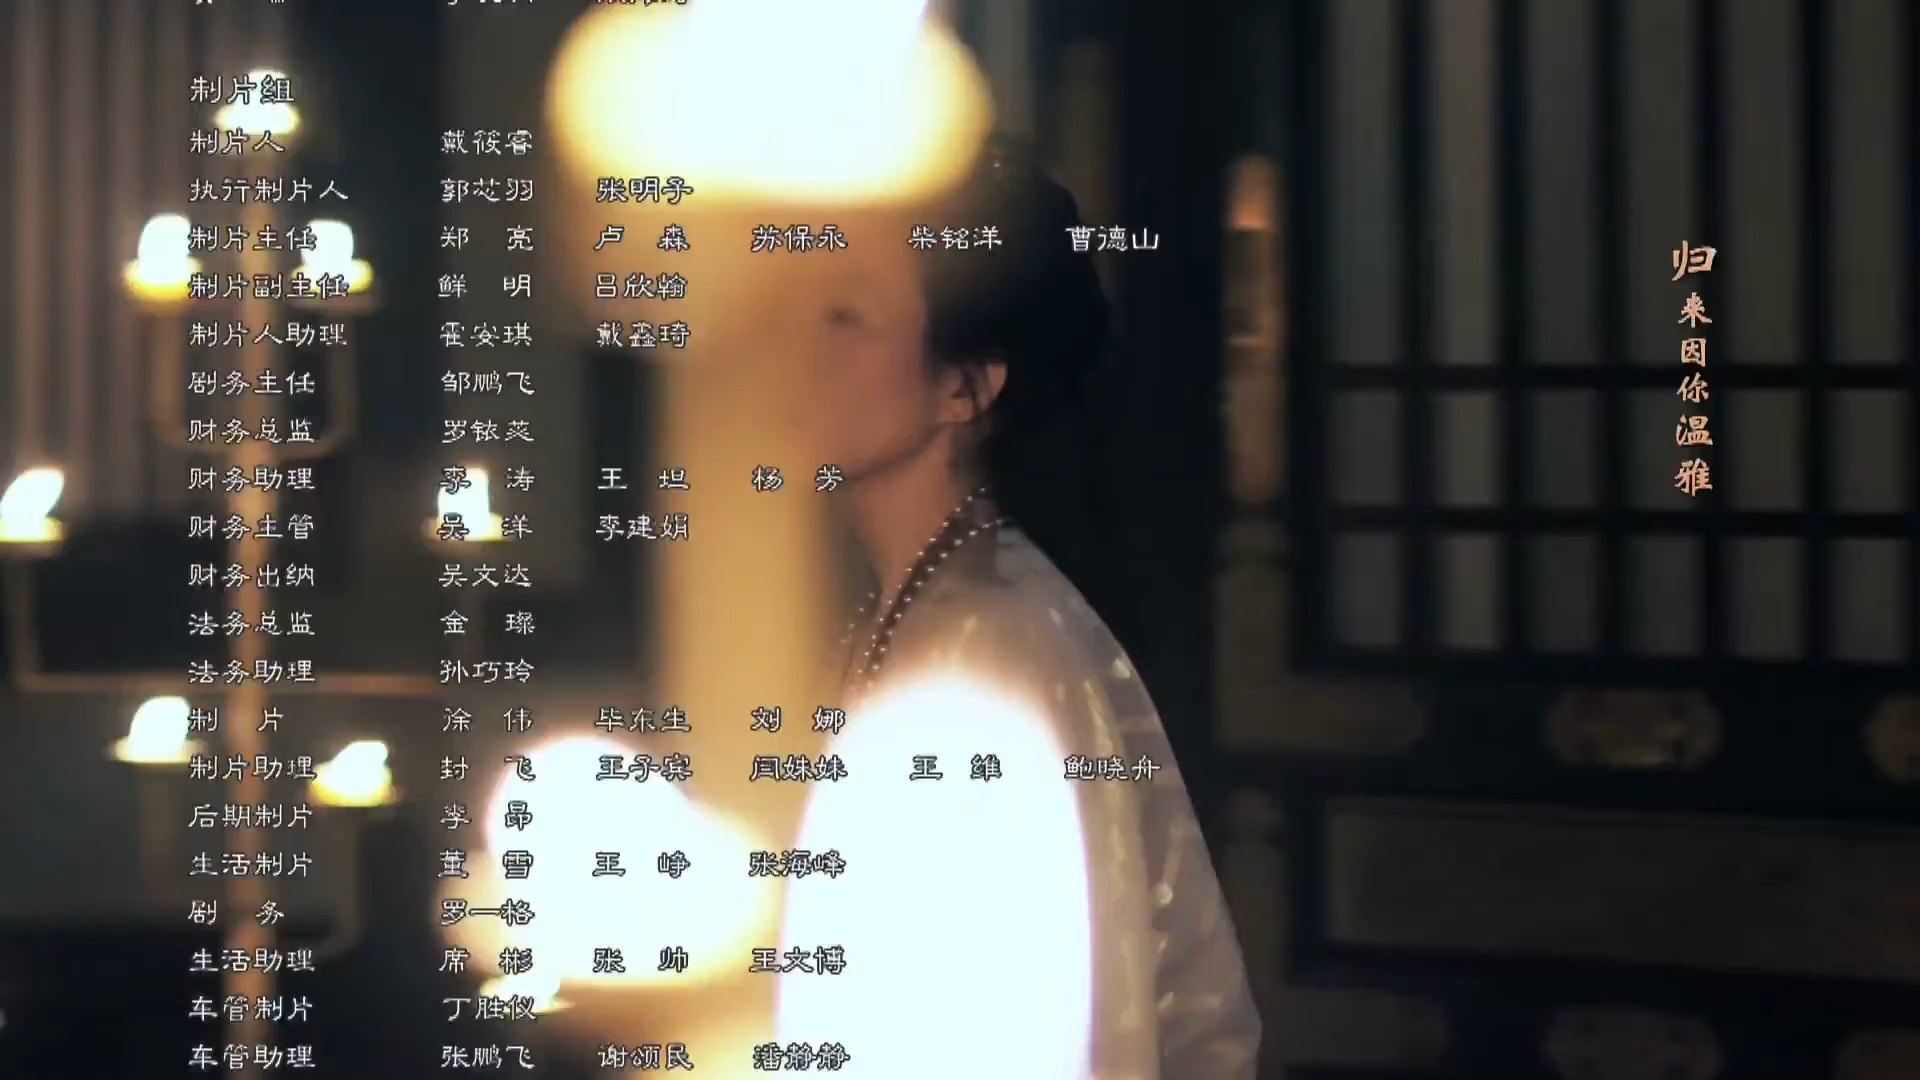 制片组
制片人 戴筱睿
执行制片人 郭芯羽 张明子
制片主任 郑亮 卢森 苏保永 柴铭洋 曹德山
制片副主任 鲜明 吕欣翰
制片人助理 霍安琪 戴鑫琦
剧务主任 邹鹏飞
财务总监 罗铱菼
财务助理 李涛 王坦 杨芳
财务主管 吴洋 李建娟
财务出纳 吴文达
法务总监 金璨
法务助理 孙巧玲
制片 涂伟 毕东生 刘娜
制片助理 封飞 王子宾 闫姝妹 王维 鲍晓舟
后期制片 李昂
生活制片 董雪 王峥 张海峰
剧务 罗一格
生活助理 席彬 张帅 王文博
车管制片 丁胜仪
车管助理 张鹏飞 谢颂民 潘静静
归来因你温雅